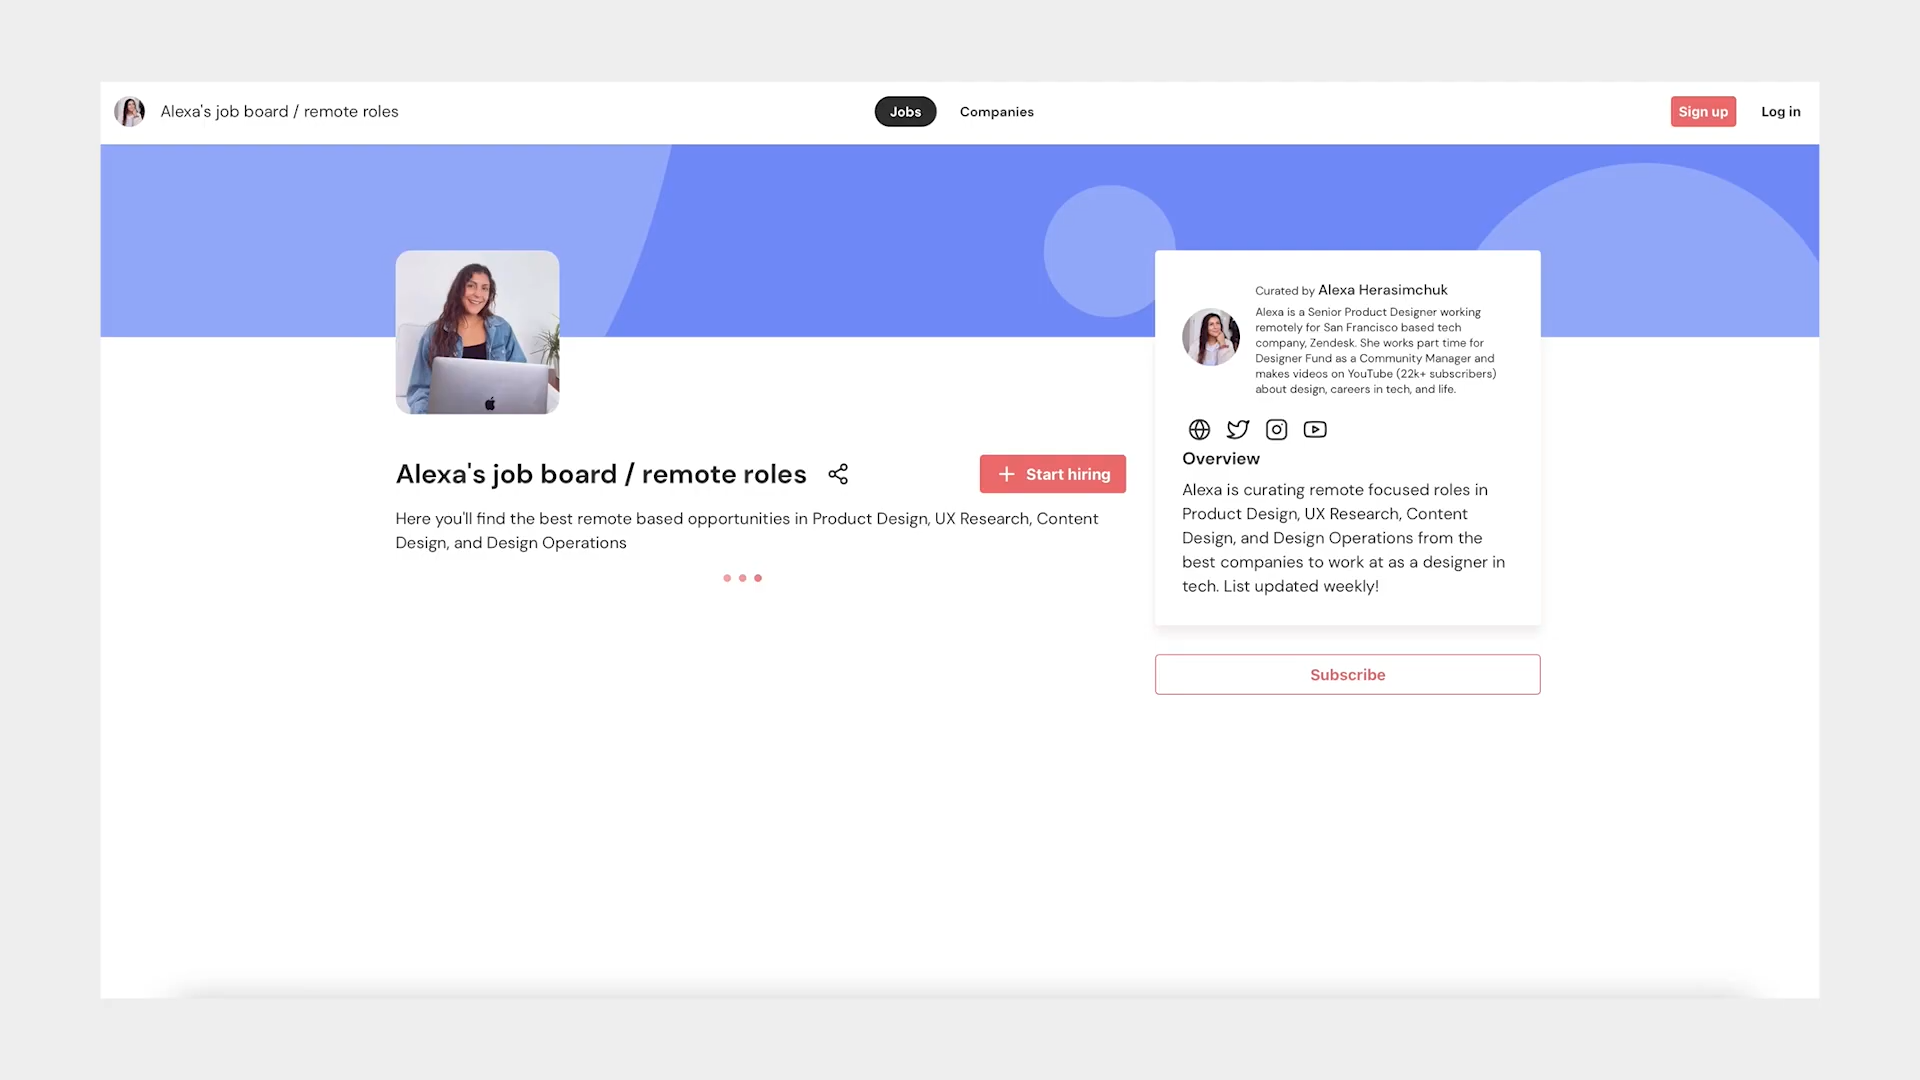 Alexa's job board / remote roles
Jobs
Companies
Sign up
Log in
Curated by Alexa Herasimchuk
Alexa is a Senior Product Designer working
remotely for San Francisco based tech
company, Zendesk. She works part time for
Designer Fund as a Community Manager and
makes videos on YouTube (22k+ subscribers)
about design, careers in tech, and life.
Alexa's job board / remote roles
Start hiring
Here you'll find the best remote based opportunities in Product Design, UX Research, Content
Design, and Design Operations
Overview
Alexa is curating remote focused roles in
Product Design, UX Research, Content
Design, and Design Operations from the
best companies to work at as a designer in
tech. List updated weekly!
Subscribe